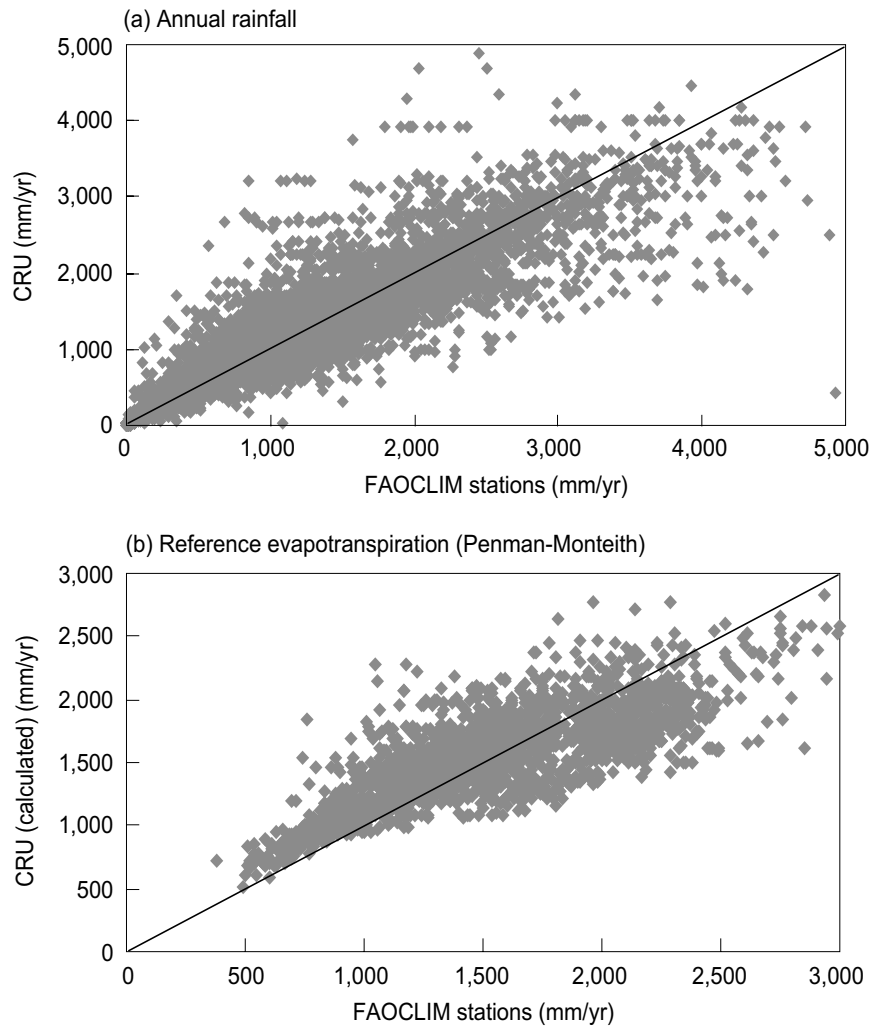 (a) Annual rainfall
5,000
4,000
3,000
2,000
1,000
0
CRU (mm/yr)
0 1,000 2,000 3,000 4,000 5,000
FAOCLIM stations (mm/yr)
(b) Reference evapotranspiration (Penman-Monteith)
3,000
2,500
2,000
1,500
1,000
500
0
CRU (calculated) (mm/yr)
0 500 1,000 1,500 2,000 2,500 3,000
FAOCLIM stations (mm/yr)